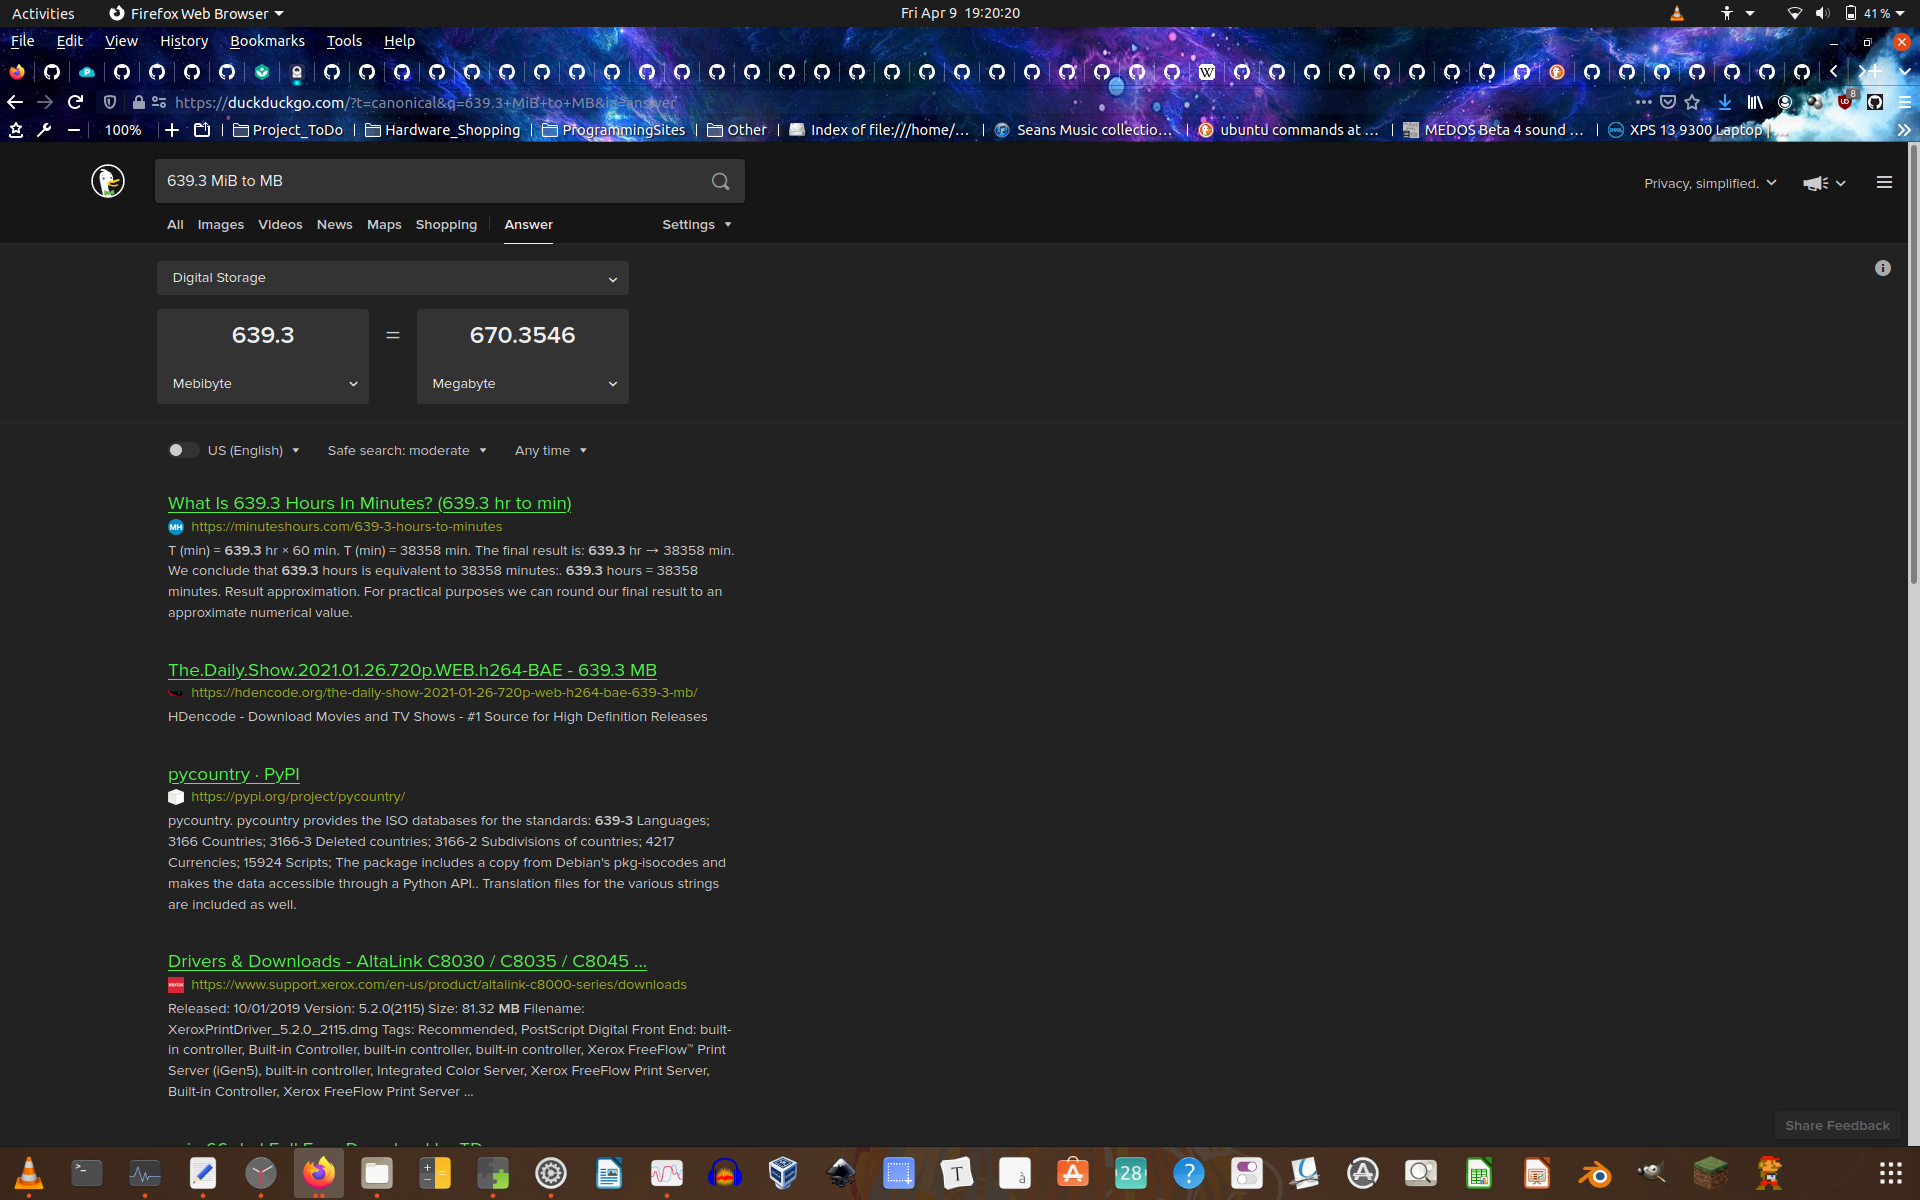 Activities Firefox Web Browser Fri Apr 9 19:20:20 41 %
File Edit View History Bookmarks Tools Help
https://duckduckgo.com/?t=canonical&q=639.3+MiB+to+MB&ia=answer 8
100% Project_ToDo Hardware_Shopping ProgrammingSites Other Index of file:///home/... Seans Music collectio... ubuntu commands at ... MEDOS Beta 4 sound ... XPS 13 9300 Laptop
639.3 MiB to MB
Privacy, simplified.
All Images Videos News Maps Shopping Answer Settings
Digital Storage
639.3 = 670.3546
Mebibyte Megabyte
US (English) Safe search: moderate Any time
What Is 639.3 Hours In Minutes? (639.3 hr to min)
MH https://minuteshours.com/639-3-hours-to-minutes
T (min) = 639.3 hr × 60 min. T (min) = 38358 min. The final result is: 639.3 hr → 38358 min.
We conclude that 639.3 hours is equivalent to 38358 minutes:. 639.3 hours = 38358
minutes. Result approximation. For practical purposes we can round our final result to an
approximate numerical value.
The.Daily.Show.2021.01.26.720p.WEB.h264-BAE - 639.3 MB
https://hdencode.org/the-daily-show-2021-01-26-720p-web-h264-bae-639-3-mb/
HDencode - Download Movies and TV Shows - #1 Source for High Definition Releases
pycountry · PyPI
https://pypi.org/project/pycountry/
pycountry. pycountry provides the ISO databases for the standards: 639-3 Languages;
3166 Countries; 3166-3 Deleted countries; 3166-2 Subdivisions of countries; 4217
Currencies; 15924 Scripts; The package includes a copy from Debian's pkg-isocodes and
makes the data accessible through a Python API.. Translation files for the various strings
are included as well.
Drivers & Downloads - AltaLink C8030 / C8035 / C8045 ...
xerox https://www.support.xerox.com/en-us/product/altalink-c8000-series/downloads
Released: 10/01/2019 Version: 5.2.0(2115) Size: 81.32 MB Filename:
XeroxPrintDriver_5.2.0_2115.dmg Tags: Recommended, PostScript Digital Front End: built-
in controller, Built-in Controller, built-in controller, built-in controller, Xerox FreeFlow™ Print
Server (iGen5), built-in controller, Integrated Color Server, Xerox FreeFlow Print Server,
Built-in Controller, Xerox FreeFlow Print Server ...
Share Feedback
28